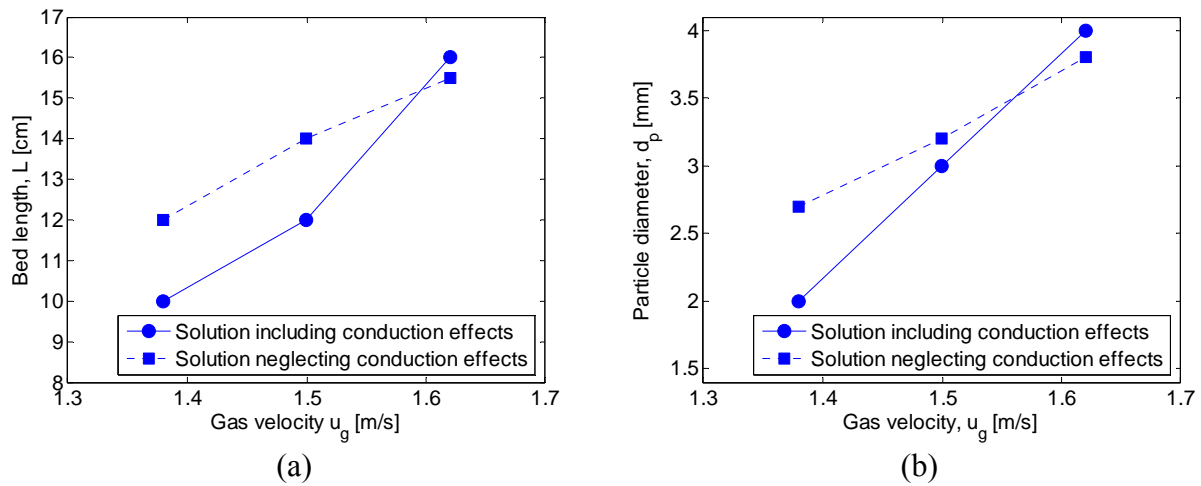 17
16
15
14
13
12
11
10
9
8
Bed length, L [cm]
1.3
1.4
1.5
1.6
1.7
Gas velocity u_g [m/s]
Solution including conduction effects
Solution neglecting conduction effects
(a)
4
3.5
3
2.5
2
1.5
Particle diameter, d_p [mm]
1.3
1.4
1.5
1.6
1.7
Gas velocity, u_g [m/s]
Solution including conduction effects
Solution neglecting conduction effects
(b)